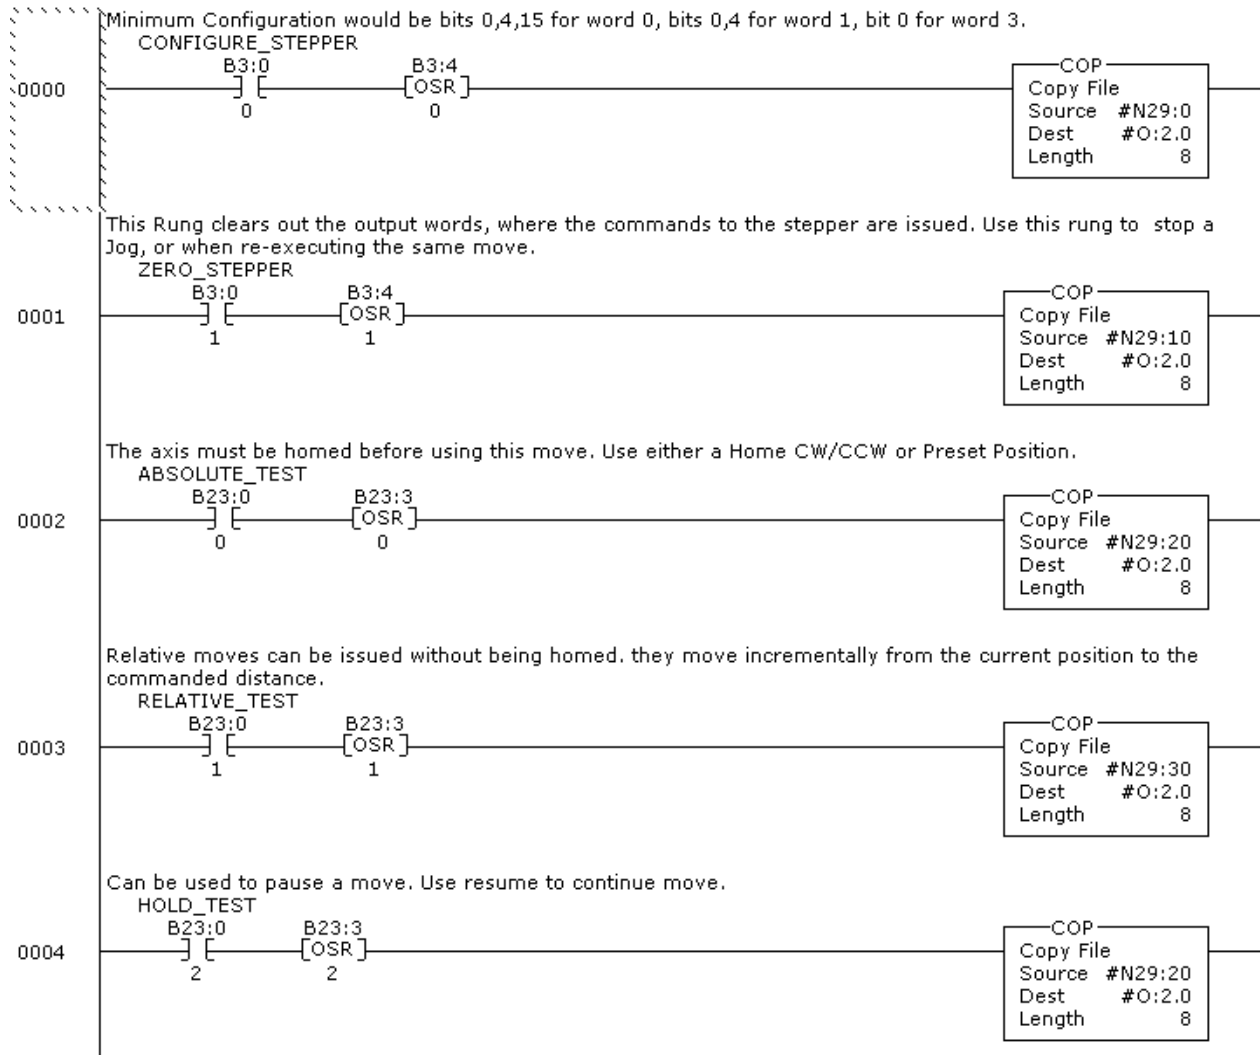 Minimum Configuration would be bits 0,4,15 for word 0, bits 0,4 for word 1, bit 0 for word 3.
CONFIGURE_STEPPER
B3:0 B3:4 COP
0000 OSR Copy File
0 0 Source #N29:0
Dest #O:2.0
Length 8
This Rung clears out the output words, where the commands to the stepper are issued. Use this rung to stop a
Jog, or when re-executing the same move.
ZERO_STEPPER
B3:0 B3:4 COP
0001 OSR Copy File
1 1 Source #N29:10
Dest #O:2.0
Length 8
The axis must be homed before using this move. Use either a Home CW/CCW or Preset Position.
ABSOLUTE_TEST
B23:0 B23:3 COP
0002 OSR Copy File
0 0 Source #N29:20
Dest #O:2.0
Length 8
Relative moves can be issued without being homed. they move incrementally from the current position to the
commanded distance.
RELATIVE_TEST
B23:0 B23:3 COP
0003 OSR Copy File
1 1 Source #N29:30
Dest #O:2.0
Length 8
Can be used to pause a move. Use resume to continue move.
HOLD_TEST
B23:0 B23:3 COP
0004 OSR Copy File
2 2 Source #N29:20
Dest #O:2.0
Length 8